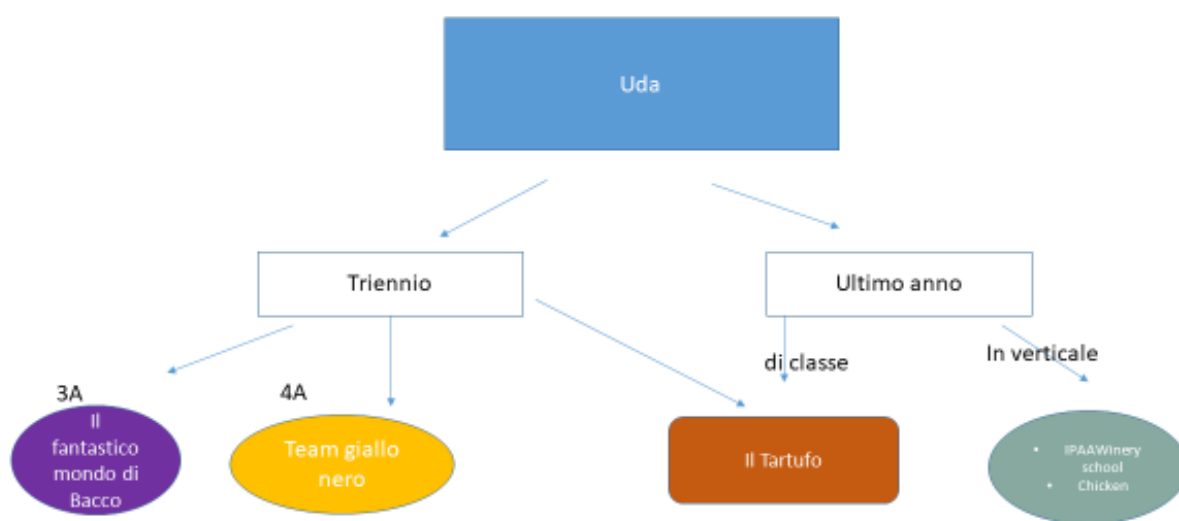 Uda
Triennio
Ultimo anno
di classe
In verticale
3A
4A
Il
fantastico
mondo di
Bacco
Team giallo
nero
Il Tartufo
• IPAAWInery
school
• Chicken